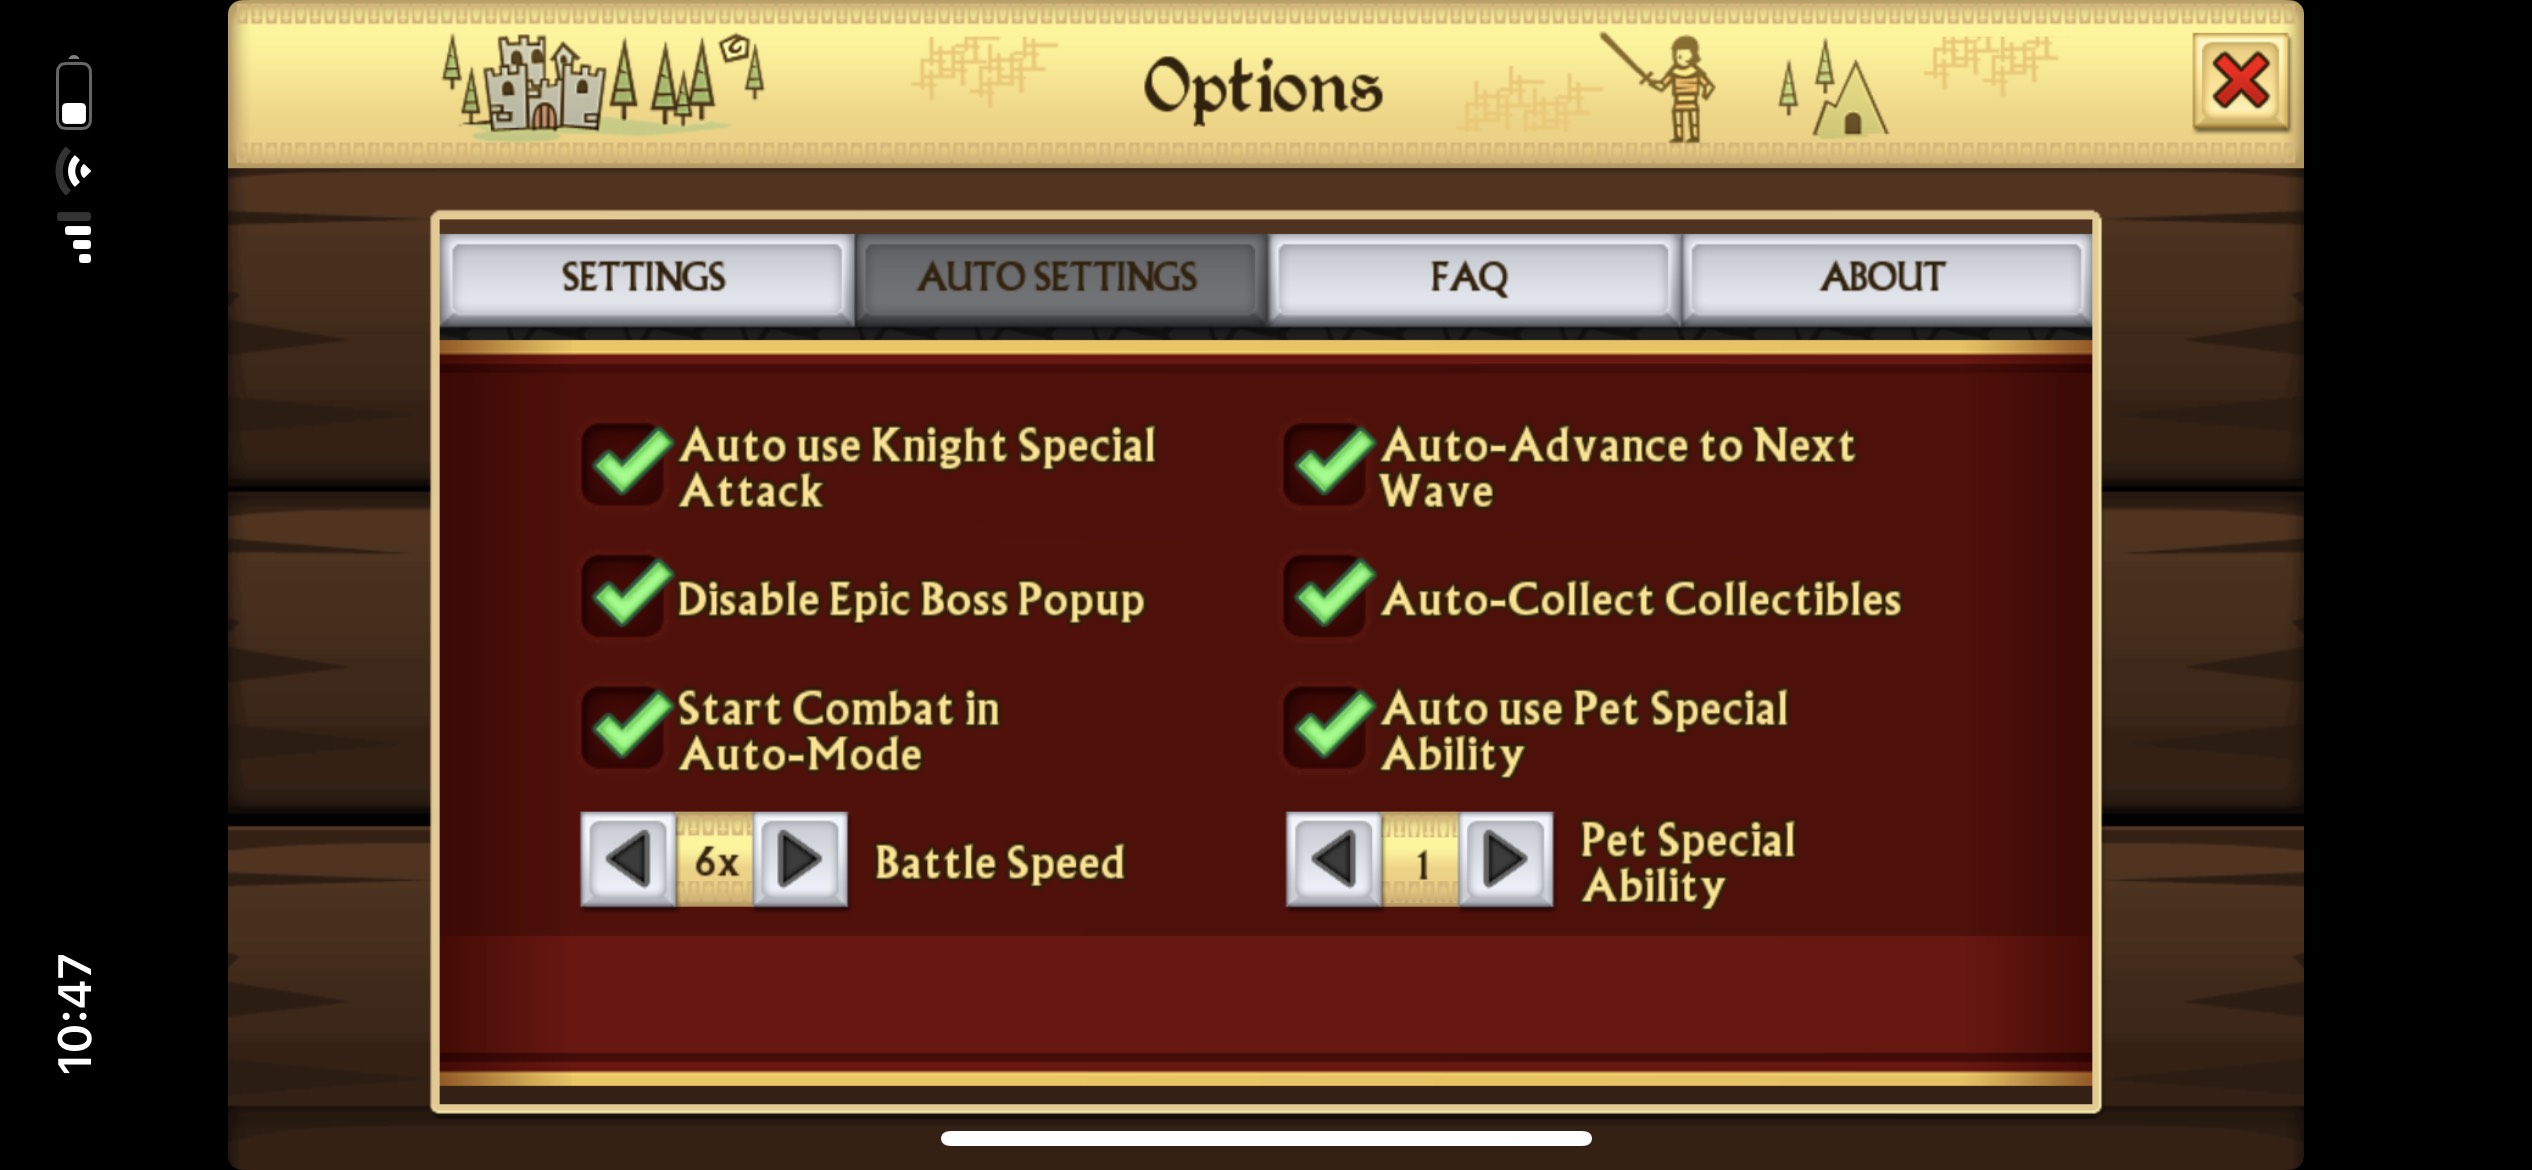 10:47
Options
SETTINGS
AUTO SETTINGS
FAQ
ABOUT
Auto use Knight Special
Attack
Auto-Advance to Next
Wave
Disable Epic Boss Popup
Auto-Collect Collectibles
Start Combat in
Auto-Mode
Auto use Pet Special
Ability
6x
Battle Speed
1
Pet Special
Ability